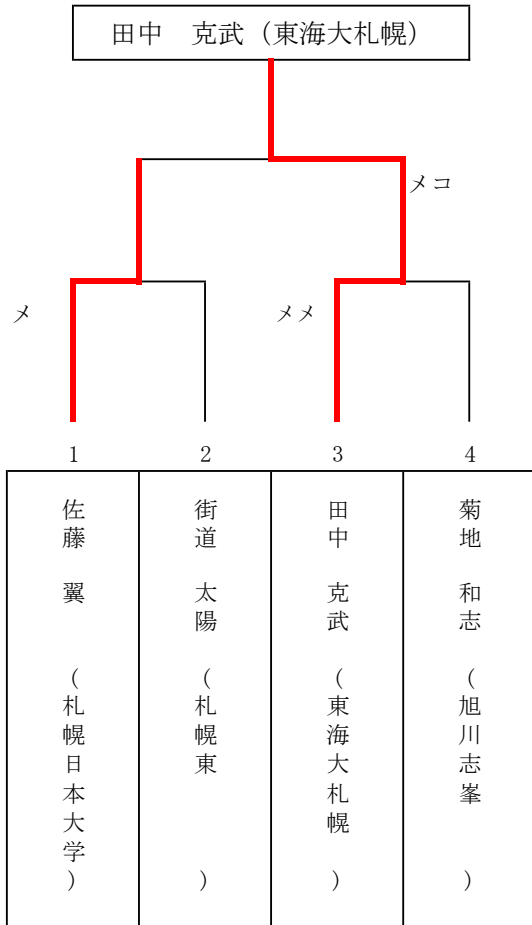 田中　克武（東海大札幌）
メコ
メ
メメ
1
2
3
4
佐藤　翼　（札幌日本大学）
街道　太陽　（札幌東　　）
田中　克武　（東海大札幌　）
菊地　和志　（旭川志峯　）